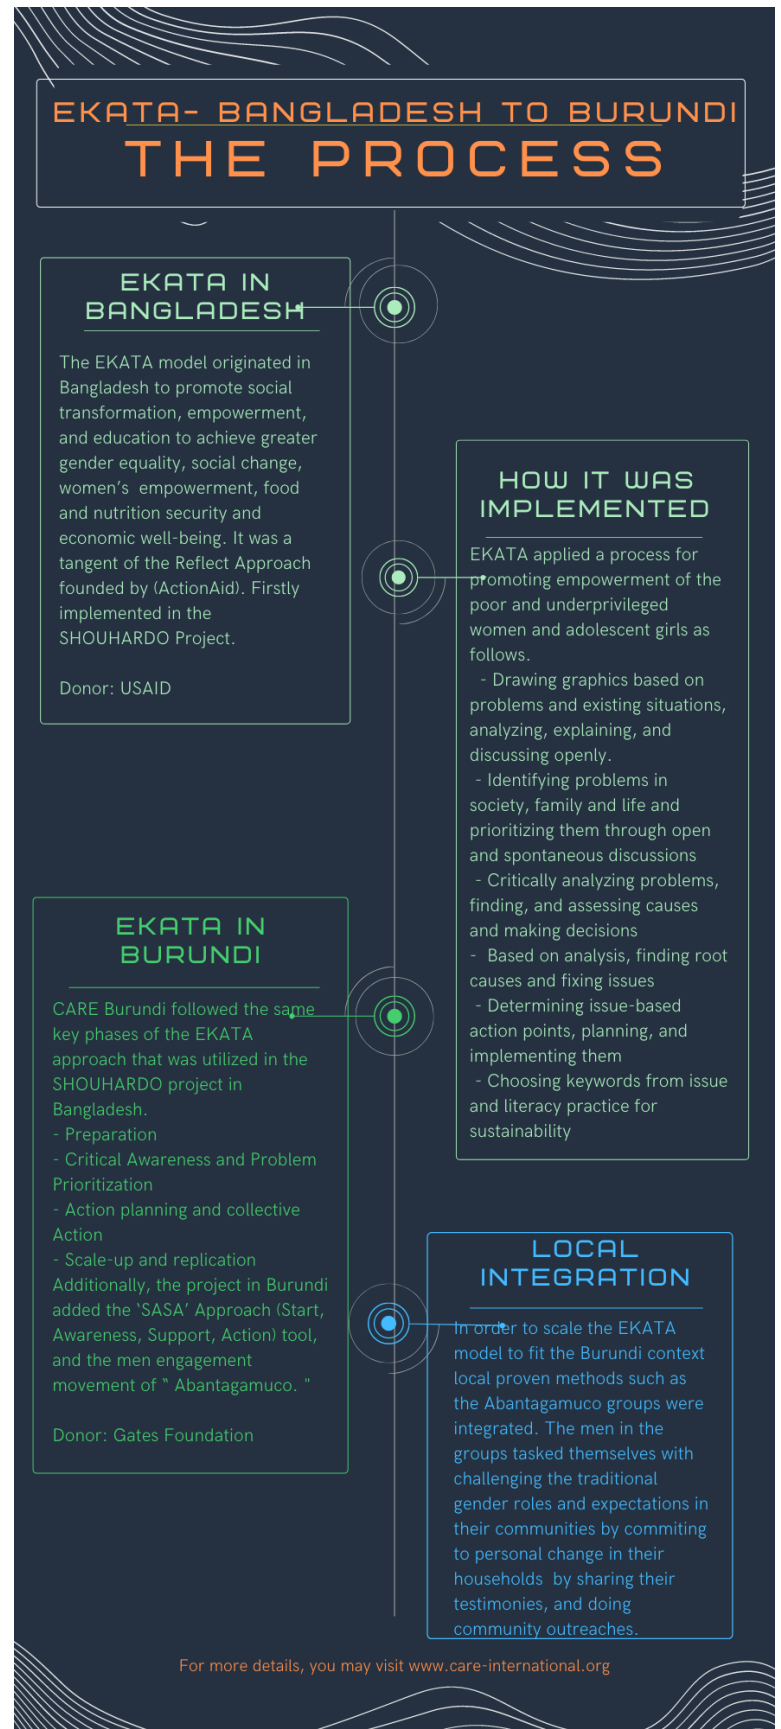 EKATA- BANGLADESH TO BURUNDI
THE PROCESS
EKATA IN
BANGLADESH
The EKATA model originated in
Bangladesh to promote social
transformation, empowerment,
and education to achieve greater
gender equality, social change,
women's  empowerment, food
and nutrition security and
economic well-being. It was a
tangent of the Reflect Approach
founded by (ActionAid). Firstly
implemented in the
SHOUHARDO Project.
Donor: USAID
HOW IT WAS
IMPLEMENTED
EKATA applied a process for
promoting empowerment of the
poor and underprivileged
women and adolescent girls as
follows.
- Drawing graphics based on
problems and existing situations,
analyzing, explaining, and
discussing openly.
- Identifying problems in
society, family and life and
prioritizing them through open
and spontaneous discussions
- Critically analyzing problems,
finding, and assessing causes
and making decisions
-  Based on analysis, finding root
causes and fixing issues
- Determining issue-based
action points, planning, and
implementing them
- Choosing keywords from issue
and literacy practice for
sustainability
EKATA IN
BURUNDI
CARE Burundi followed the same
key phases of the EKATA
approach that was utilized in the
SHOUHARDO project in
Bangladesh.
- Preparation
- Critical Awareness and Problem
Prioritization
- Action planning and collective
Action
- Scale-up and replication
Additionally, the project in Burundi
added the 'SASA' Approach (Start,
Awareness, Support, Action) tool,
and the men engagement
movement of " Abantagamuco. "
Donor: Gates Foundation
LOCAL
INTEGRATION
In order to scale the EKATA
model to fit the Burundi context
local proven methods such as
the Abantagamuco groups were
integrated. The men in the
groups tasked themselves with
challenging the traditional
gender roles and expectations in
their communities by commiting
to personal change in their
households  by sharing their
testimonies, and doing
community outreaches.
For more details, you may visit www.care-international.org